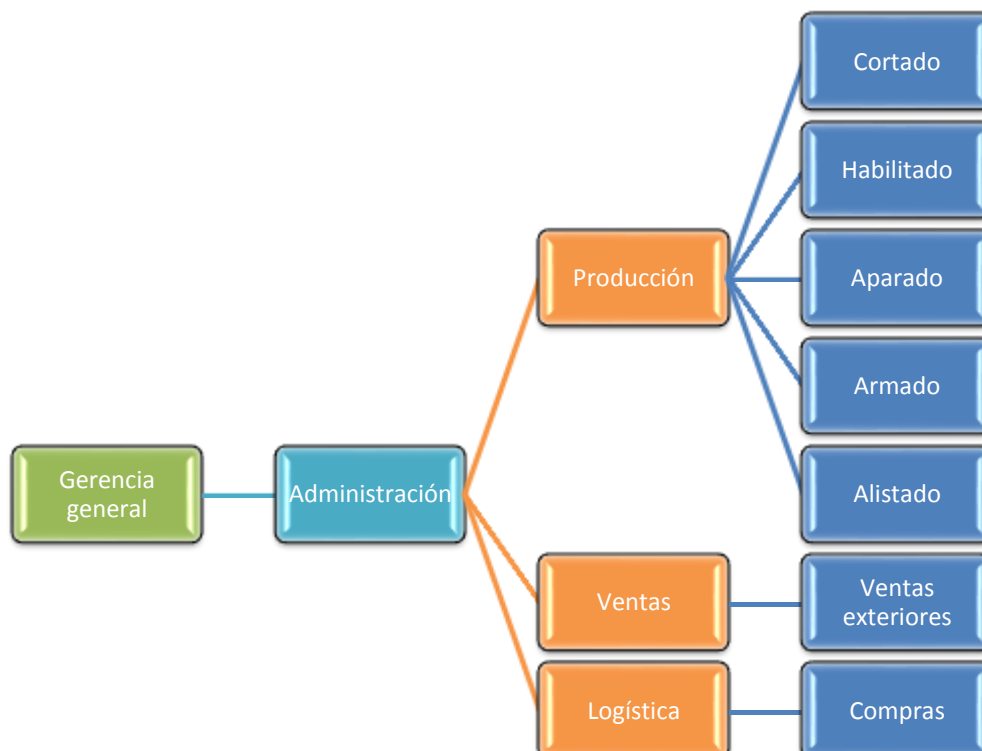 Cortado
Habilitado
Producción
Aparado
Armado
Gerencia
general
Administración
Alistado
Ventas
Ventas
exteriores
Logística
Compras